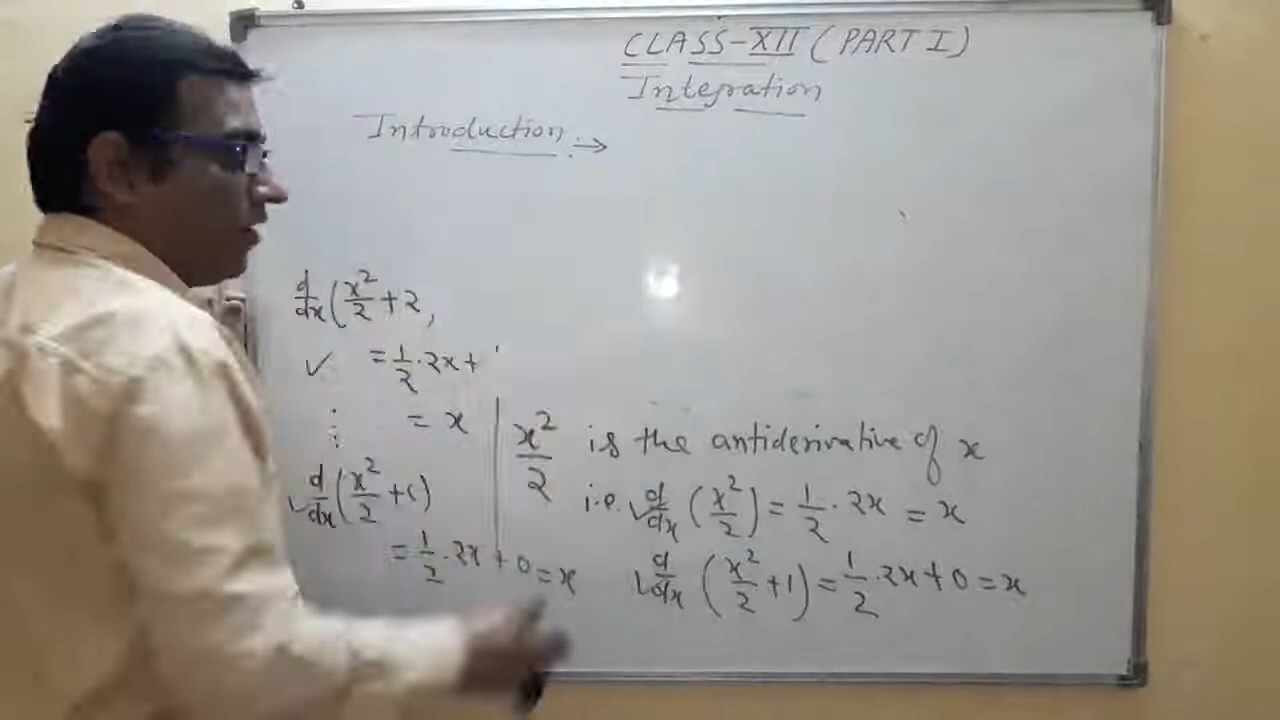 CLASS-XII (PART I)
Integration
Introduction :→
d/dx (x²/2 + 2,
✓ = 1/2 · 2x +
⋮ = x
✓ d/dx (x²/2 + c)
= 1/2 · 2x + 0 = x
x²/2 is the antiderivative of x
i.e. ✓ d/dx (x²/2) = 1/2 · 2x = x
✓ d/dx (x²/2 + 1) = 1/2 · 2x + 0 = x